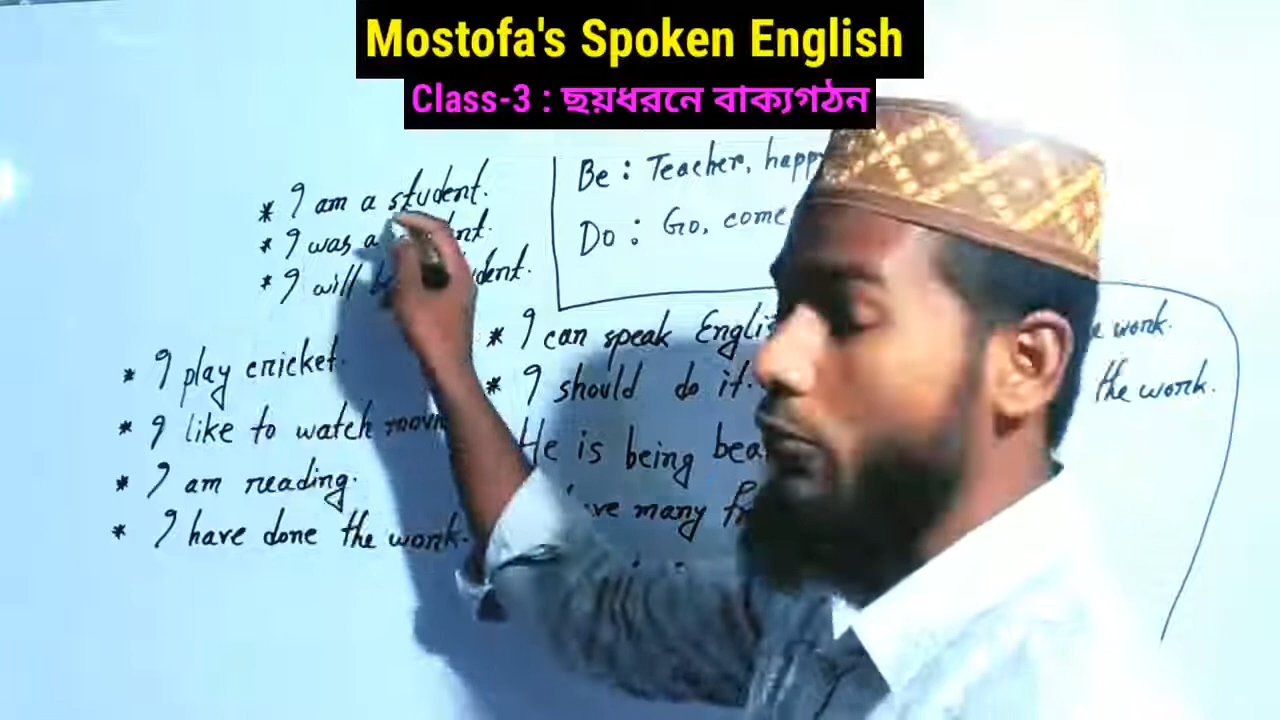 Mostofa's Spoken English
Class-3 : ছয়ধরনে বাক্যগঠন
* I am a student.
* I was a
* I will
Be : Teacher, happy
Do : Go, come
* I play cricket.
* I like to watch
* I am reading.
* I have done the work.
* I can speak
* I should do it.
He is being
many
work.
the work.